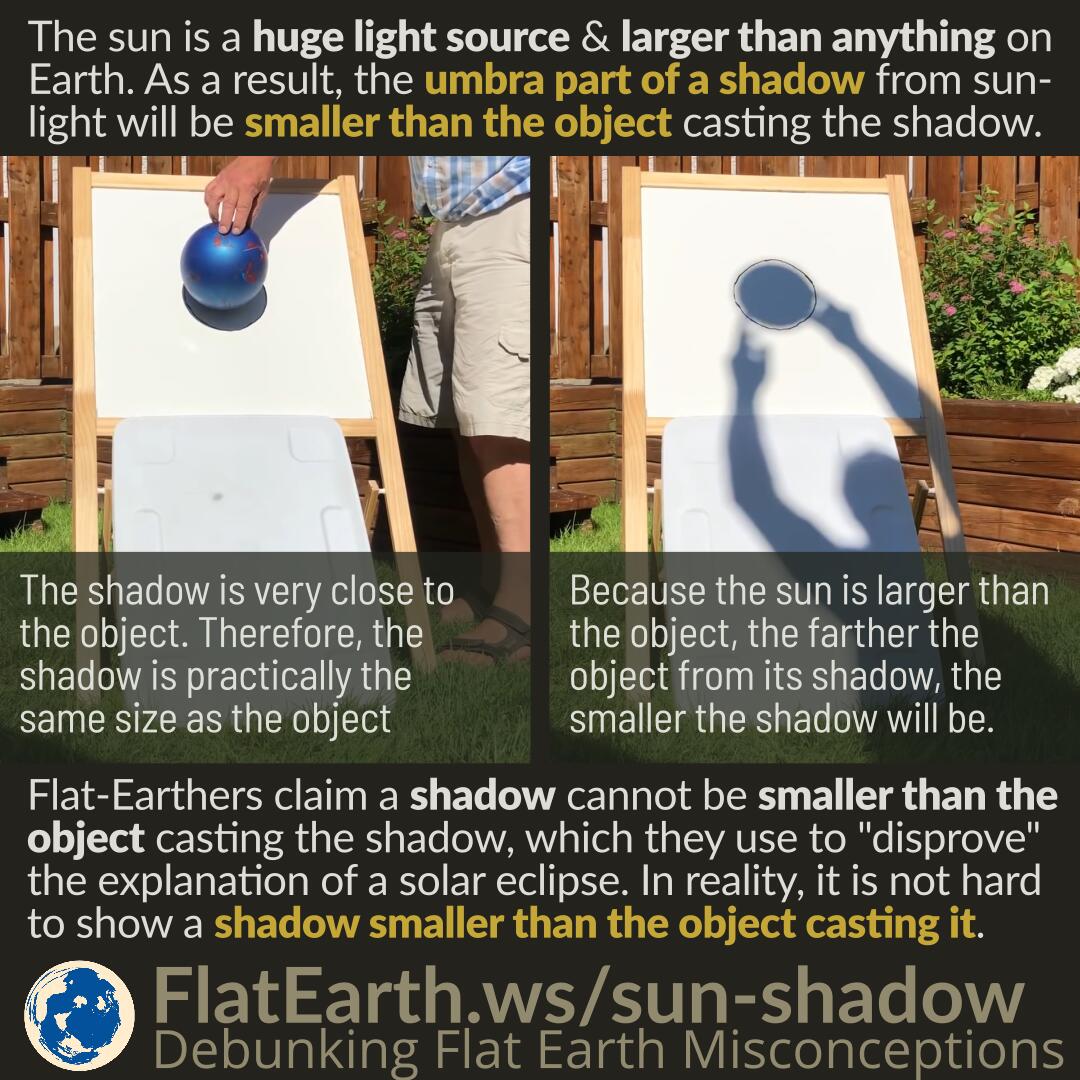 The sun is a huge light source & larger than anything on
Earth. As a result, the umbra part of a shadow from sun-
light will be smaller than the object casting the shadow.
The shadow is very close to
the object. Therefore, the
shadow is practically the
same size as the object
Because the sun is larger than
the object, the farther the
object from its shadow, the
smaller the shadow will be.
Flat-Earthers claim a shadow cannot be smaller than the
object casting the shadow, which they use to "disprove"
the explanation of a solar eclipse. In reality, it is not hard
to show a shadow smaller than the object casting it.
FlatEarth.ws/sun-shadow
Debunking Flat Earth Misconceptions